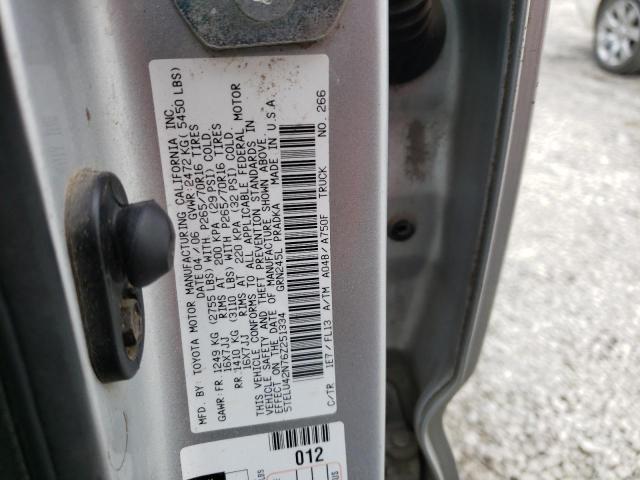 MFD. BY: TOYOTA MOTOR MANUFACTURING CALIFORNIA INC.
DATE 04/06 GVWR: 2472 KG( 5450 LBS)
GAWR: FR 1249 KG (2755 LBS) WITH P265/70R16 TIRES
16X7JJ RIMS AT 200 KPA (29 PSI) COLD.
RR 1410 KG (3110 LBS) WITH P265/70R16 TIRES
16X7JJ RIMS AT 220 KPA (32 PSI) COLD.
THIS VEHICLE CONFORMS TO ALL APPLICABLE FEDERAL MOTOR
VEHICLE SAFETY AND THEFT PREVENTION STANDARDS IN
EFFECT ON THE DATE OF MANUFACTURE SHOWN ABOVE
5TELU42N76Z251334 GRN245L PRADKA MADE IN U.S.A.
C/TR 1E7/FL13 A/TM A04B/A750F TRUCK NO. 266
012